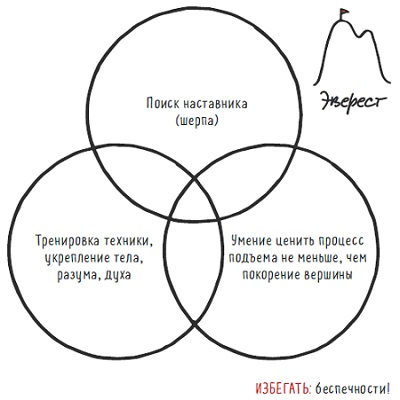 Эверест
Поиск наставника
(шерпа)
Тренировка техники,
укрепление тела,
разума, духа
Умение ценить процесс
подъема не меньше, чем
покорение вершины
ИЗБЕГАТЬ: беспечности!